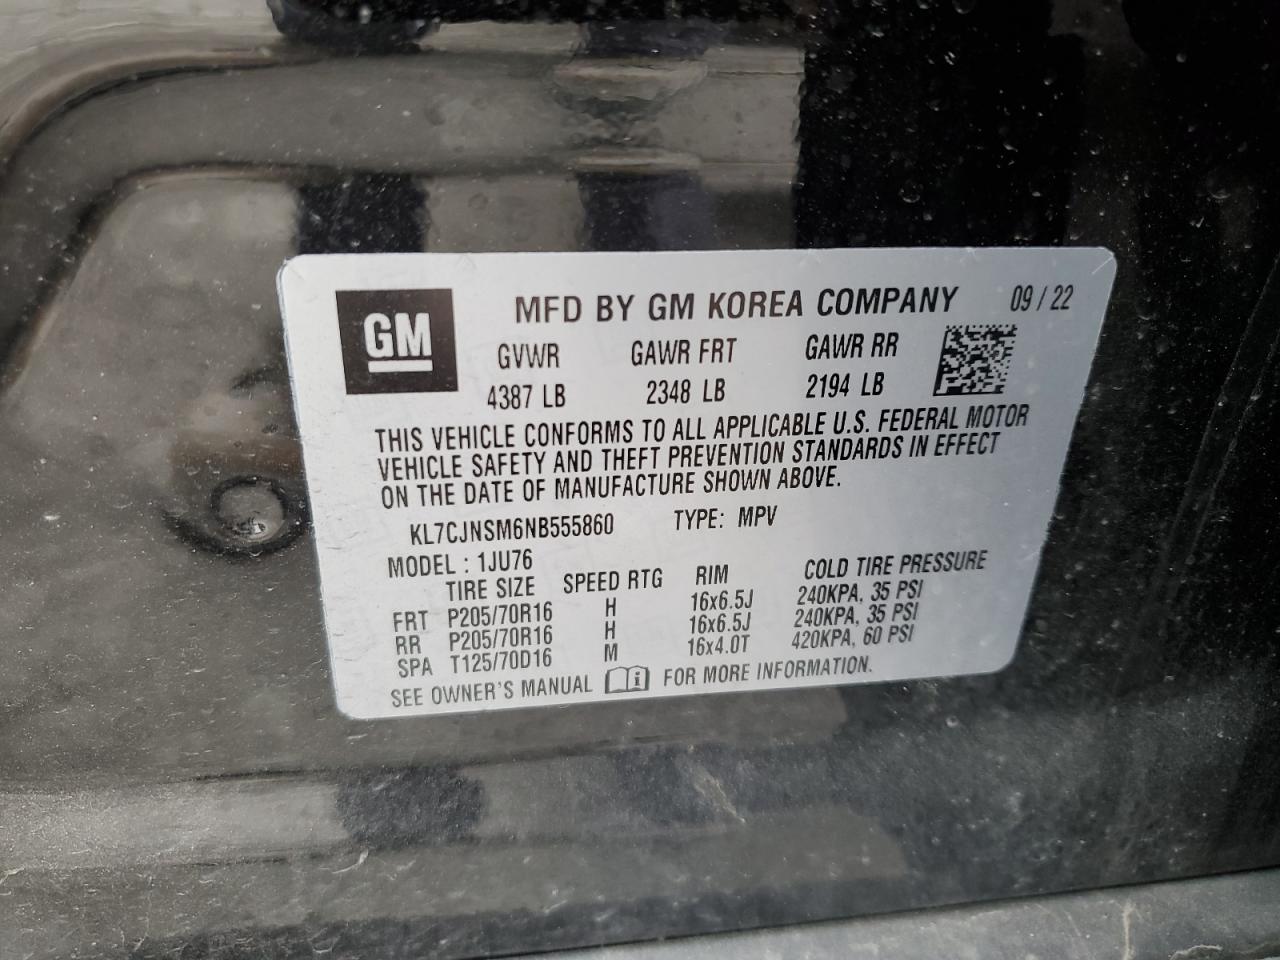 GM
MFD BY GM KOREA COMPANY 09 / 22
GVWR GAWR FRT GAWR RR
4387 LB 2348 LB 2194 LB
THIS VEHICLE CONFORMS TO ALL APPLICABLE U.S. FEDERAL MOTOR
VEHICLE SAFETY AND THEFT PREVENTION STANDARDS IN EFFECT
ON THE DATE OF MANUFACTURE SHOWN ABOVE.
KL7CJNSM6NB555860 TYPE: MPV
MODEL : 1JU76
TIRE SIZE SPEED RTG RIM COLD TIRE PRESSURE
FRT P205/70R16 H 16x6.5J 240KPA, 35 PSI
RR P205/70R16 H 16x6.5J 240KPA, 35 PSI
SPA T125/70D16 M 16x4.0T 420KPA, 60 PSI
SEE OWNER'S MANUAL i FOR MORE INFORMATION.